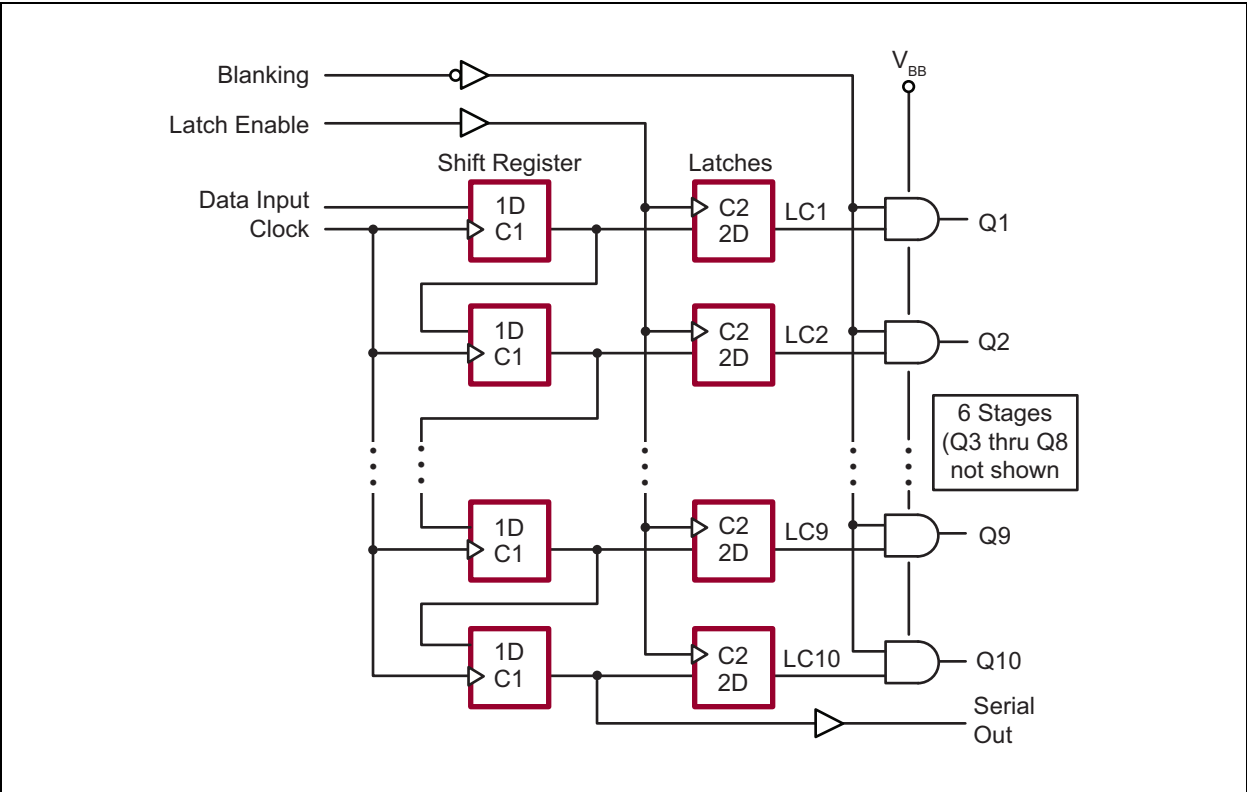 Blanking
V_BB
Latch Enable
Shift Register
Latches
Data Input
Clock
1D
C1
C2
2D
LC1
Q1
1D
C1
C2
2D
LC2
Q2
6 Stages
(Q3 thru Q8
not shown
1D
C1
C2
2D
LC9
Q9
1D
C1
C2
2D
LC10
Q10
Serial
Out